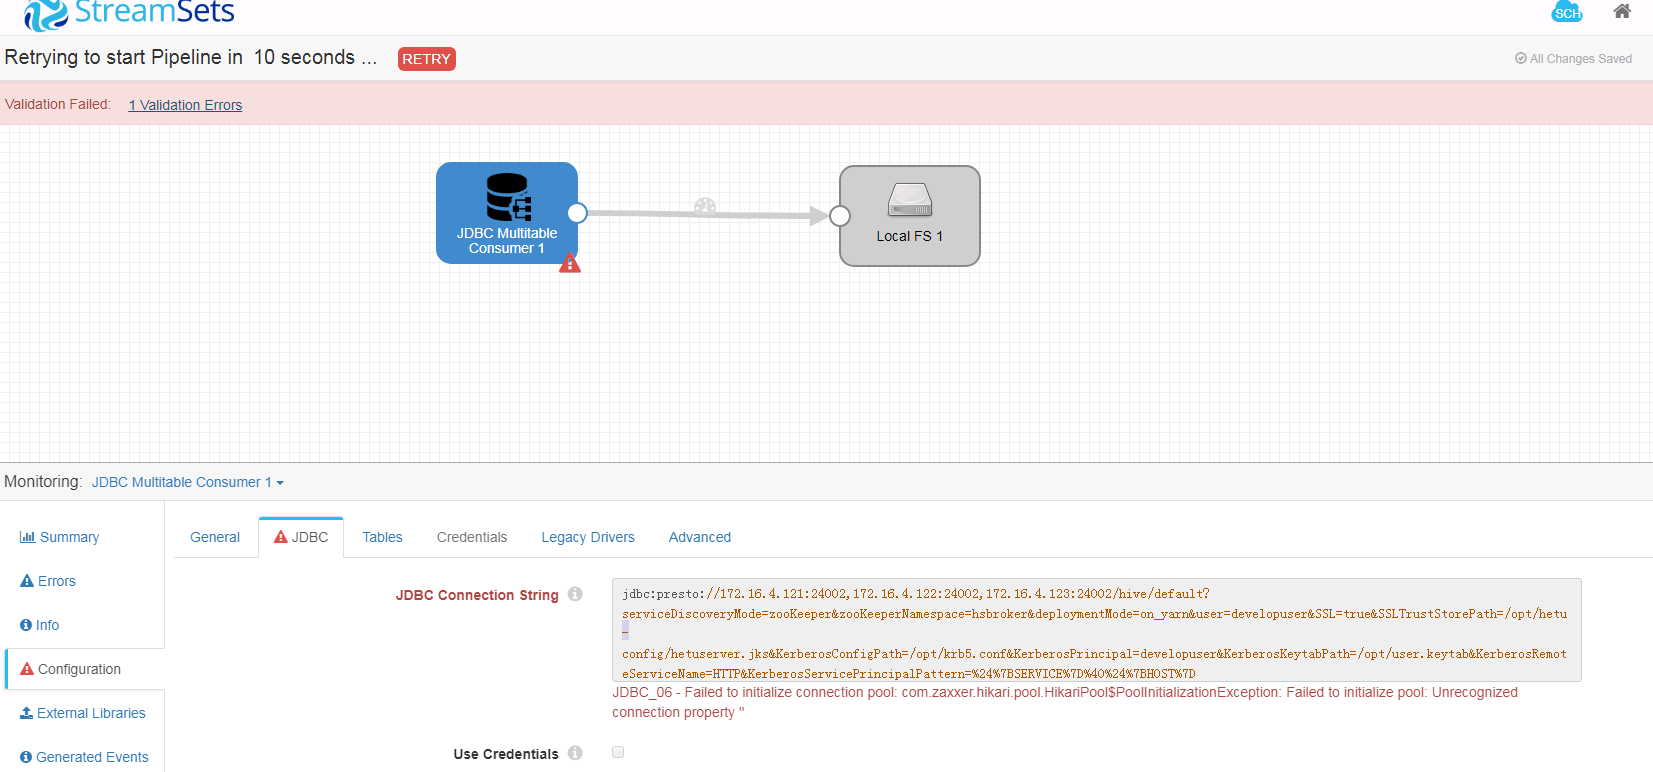 StreamSets
SCH
Retrying to start Pipeline in 10 seconds ... RETRY
All Changes Saved
Validation Failed: 1 Validation Errors
JDBC Multitable
Consumer 1
Local FS 1
Monitoring: JDBC Multitable Consumer 1
Summary
Errors
Info
Configuration
External Libraries
Generated Events
General JDBC Tables Credentials Legacy Drivers Advanced
JDBC Connection String
jdbc:presto://172.16.4.121:24002,172.16.4.122:24002,172.16.4.123:24002/hive/default?
serviceDiscoveryMode=zooKeeper&zooKeeperNamespace=hsbroker&deploymentMode=on_yarn&user=developuser&SSL=true&SSLTrustStorePath=/opt/hetu
-
config/hetuserver.jks&KerberosConfigPath=/opt/krb5.conf&KerberosPrincipal=developuser&KerberosKeytabPath=/opt/user.keytab&KerberosRemot
eServiceName=HTTP&KerberosServicePrincipalPattern=%24%7BSERVICE%7D%40%24%7BHOST%7D
JDBC_06 - Failed to initialize connection pool: com.zaxxer.hikari.pool.HikariPool$PoolInitializationException: Failed to initialize pool: Unrecognized
connection property ''
Use Credentials